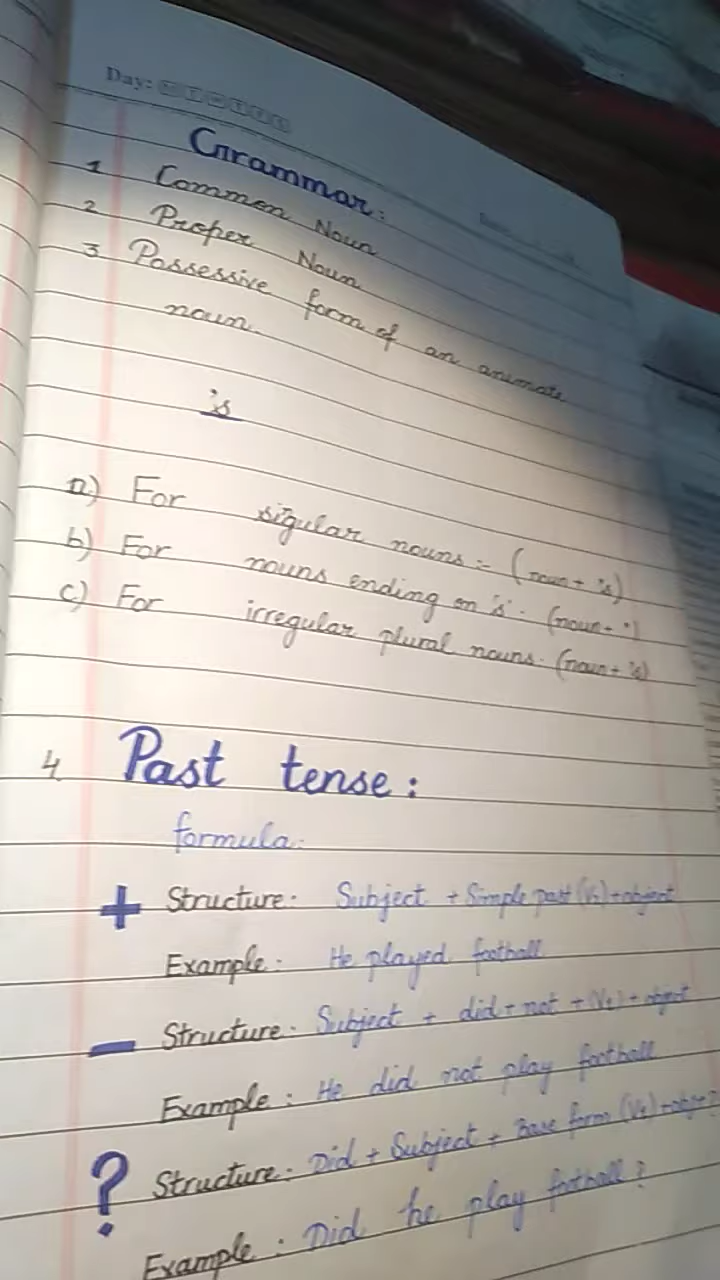 Day:
Grammar:
1 Common Noun
2 Proper Noun
3 Possessive form of an animate
noun.
's
a) For sigular nouns :- (noun + 's)
b) For nouns ending on 's'. (noun+ ')
c) For irregular plural nouns. (noun+ 's)
4 Past tense:
formula.
+ Structure: Subject + Simple past (V₂)+object
Example: He played football
− Structure. Subject + did + not + (V₁) + object
Example: He did not play football
? Structure: Did + Subject + Base form (V₁)
Example: Did he play football?